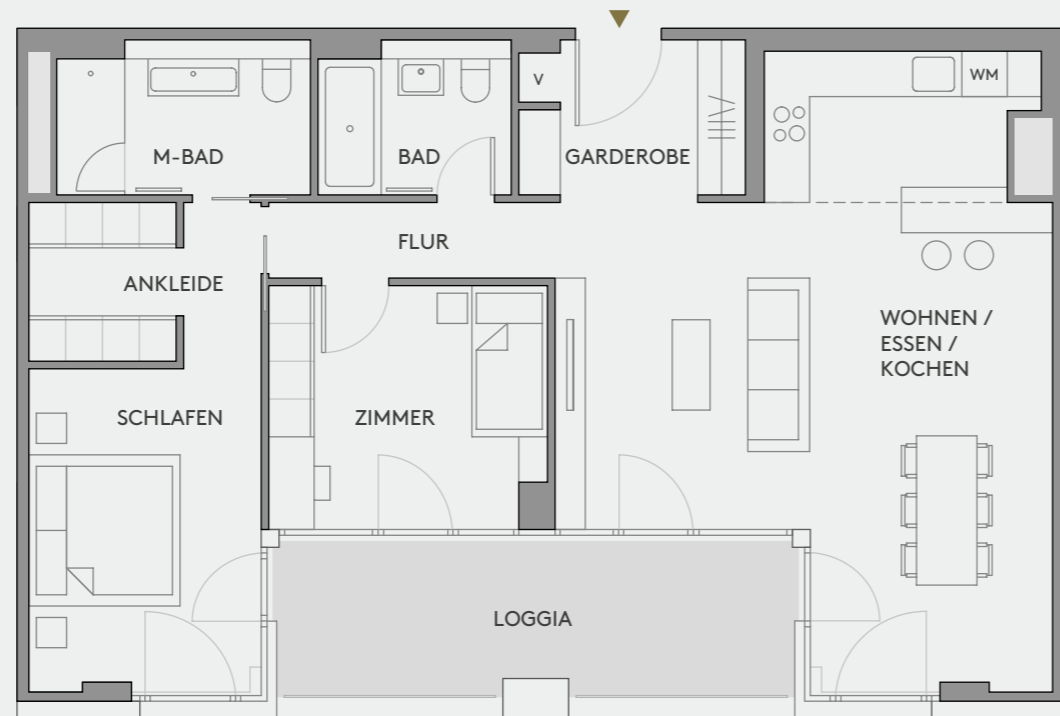 WM
V
M-BAD
BAD
GARDEROBE
FLUR
ANKLEIDE
WOHNEN /
ESSEN /
KOCHEN
SCHLAFEN
ZIMMER
LOGGIA